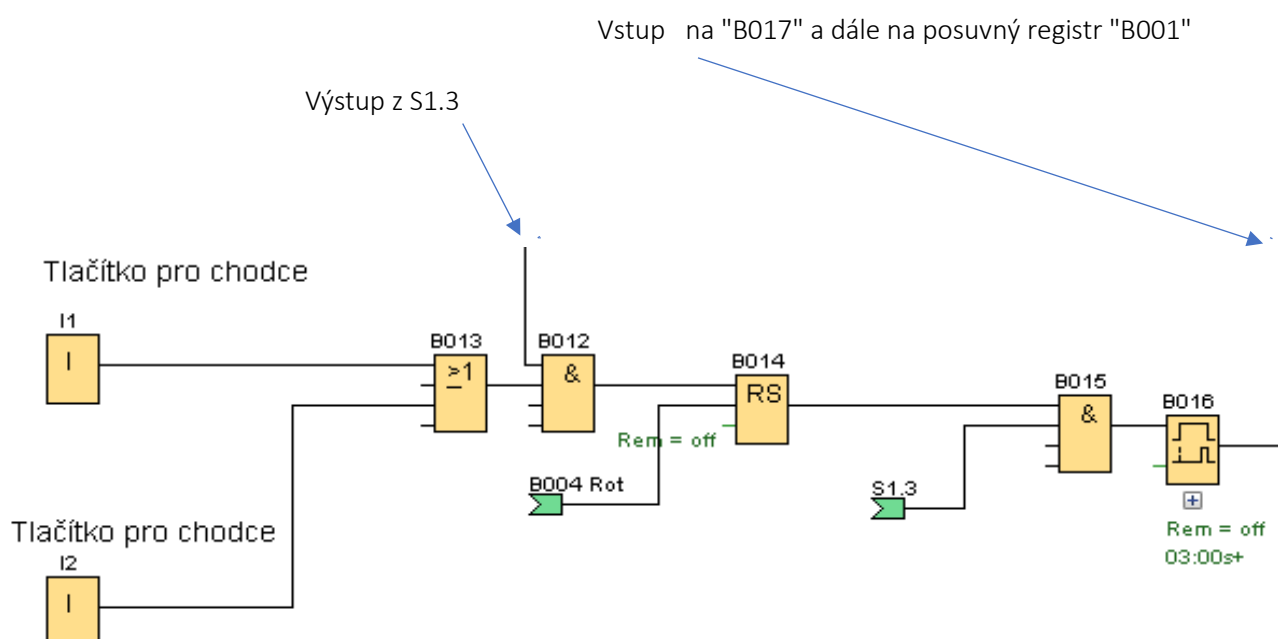 Vstup na "B017" a dále na posuvný registr "B001"
Výstup z S1.3
Tlačítko pro chodce
I1
I
B013
≥1
B012
&
B014
RS
Rem = off
B004 Rot
S1.3
B015
&
B016
Rem = off
03:00s+
Tlačítko pro chodce
I2
I